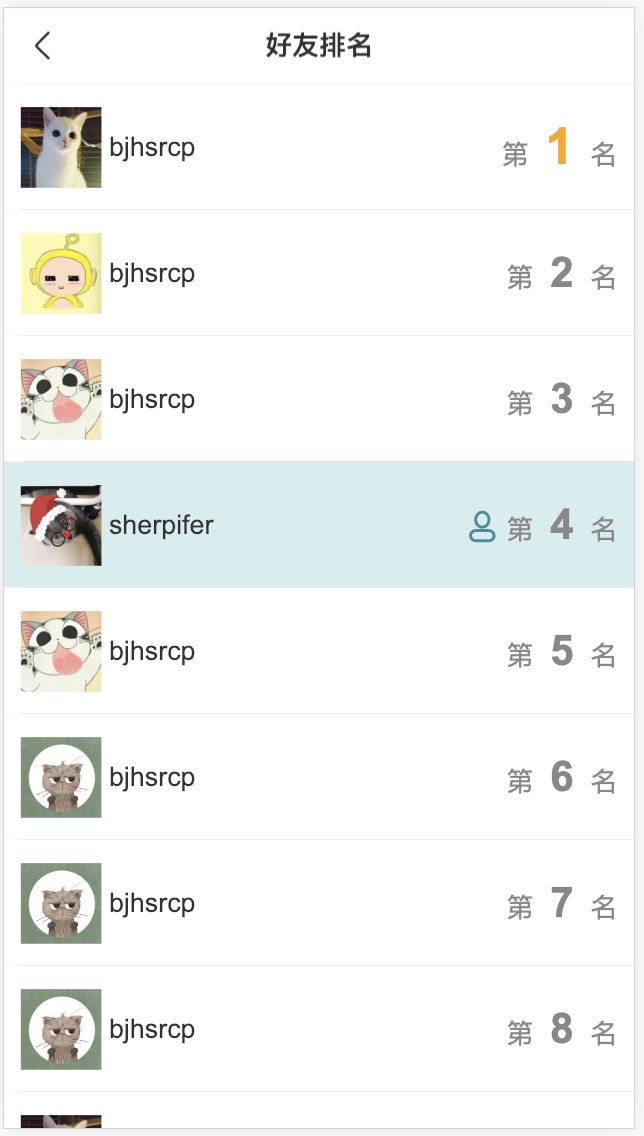 好友排名
bjhsrcp 第 1 名
bjhsrcp 第 2 名
bjhsrcp 第 3 名
sherpifer 第 4 名
bjhsrcp 第 5 名
bjhsrcp 第 6 名
bjhsrcp 第 7 名
bjhsrcp 第 8 名